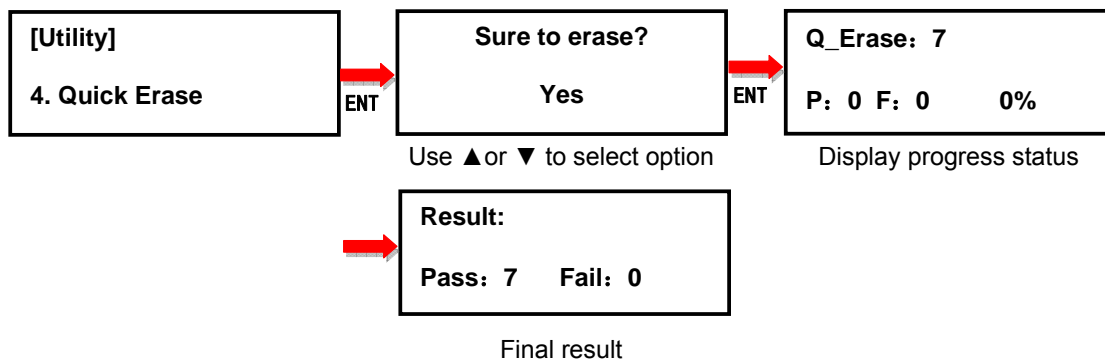 [Utility]
4. Quick Erase
ENT
Sure to erase?
Yes
Use ▲or ▼ to select option
ENT
Q_Erase：7
P：0 F：0 0%
Display progress status
Result:
Pass：7 Fail：0
Final result